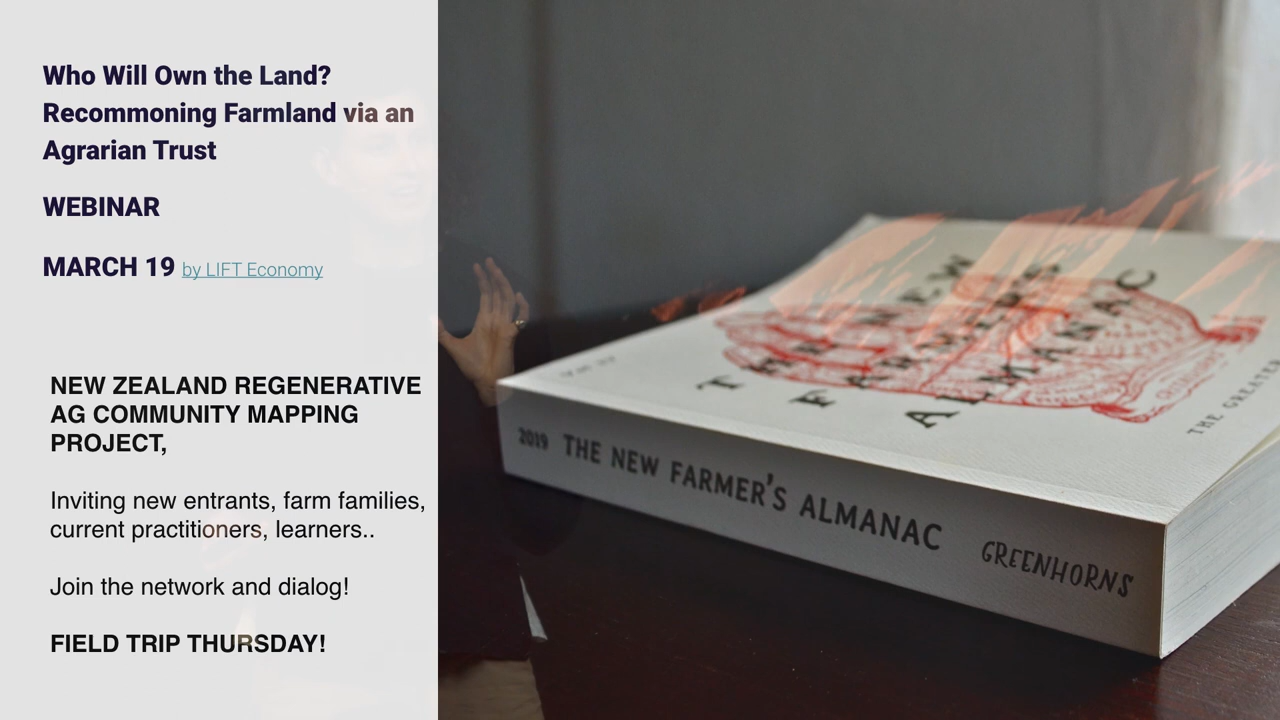 Who Will Own the Land?
Recommoning Farmland via an
Agrarian Trust
WEBINAR
MARCH 19 by LIFT Economy
NEW ZEALAND REGENERATIVE
AG COMMUNITY MAPPING
PROJECT,
Inviting new entrants, farm families,
current practitioners, learners..
Join the network and dialog!
FIELD TRIP THURSDAY!
THE NEW
FARMER'S
ALMANAC
THE GREATER
2019 THE NEW FARMER'S ALMANAC GREENHORNS